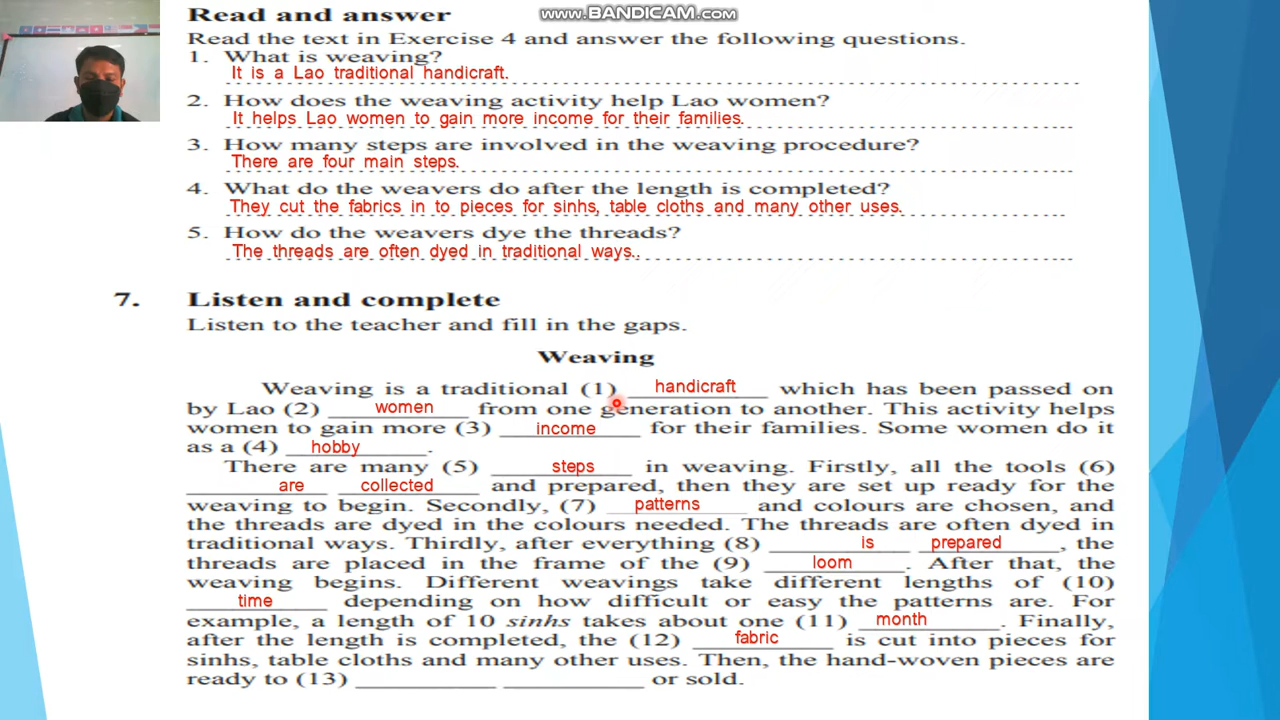 www.BANDICAM.com
Read and answer
Read the text in Exercise 4 and answer the following questions.
1. What is weaving?
It is a Lao traditional handicraft.
2. How does the weaving activity help Lao women?
It helps Lao women to gain more income for their families.
3. How many steps are involved in the weaving procedure?
There are four main steps.
4. What do the weavers do after the length is completed?
They cut the fabrics in to pieces for sinhs, table cloths and many other uses.
5. How do the weavers dye the threads?
The threads are often dyed in traditional ways..
7. Listen and complete
Listen to the teacher and fill in the gaps.
Weaving
Weaving is a traditional (1) handicraft which has been passed on
by Lao (2) women from one generation to another. This activity helps
women to gain more (3) income for their families. Some women do it
as a (4) hobby.
There are many (5) steps in weaving. Firstly, all the tools (6)
are collected and prepared, then they are set up ready for the
weaving to begin. Secondly, (7) patterns and colours are chosen, and
the threads are dyed in the colours needed. The threads are often dyed in
traditional ways. Thirdly, after everything (8) is prepared, the
threads are placed in the frame of the (9) loom. After that, the
weaving begins. Different weavings take different lengths of (10)
time depending on how difficult or easy the patterns are. For
example, a length of 10 sinhs takes about one (11) month. Finally,
after the length is completed, the (12) fabric is cut into pieces for
sinhs, table cloths and many other uses. Then, the hand-woven pieces are
ready to (13) ____________ ____________ or sold.